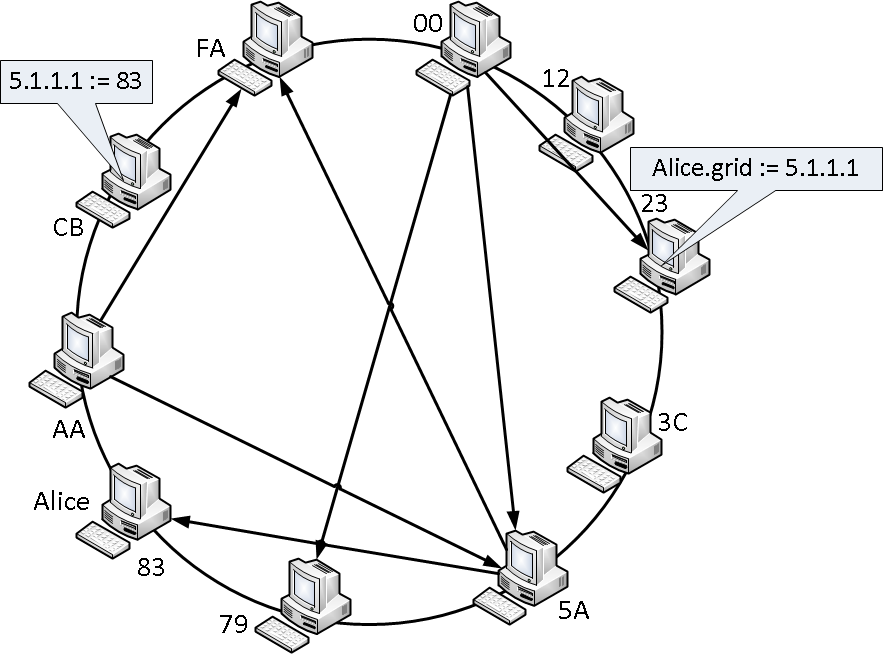 FA
00
5.1.1.1 := 83
12
Alice.grid := 5.1.1.1
23
CB
3C
AA
Alice
83
5A
79